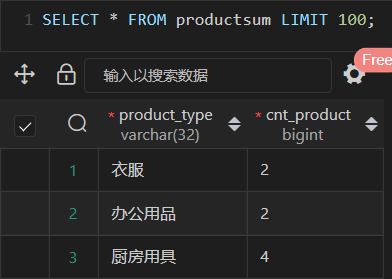 1 SELECT * FROM productsum LIMIT 100;
输入以搜索数据 Free
* product_type * cnt_product
varchar(32) bigint
1 衣服 2
2 办公用品 2
3 厨房用具 4